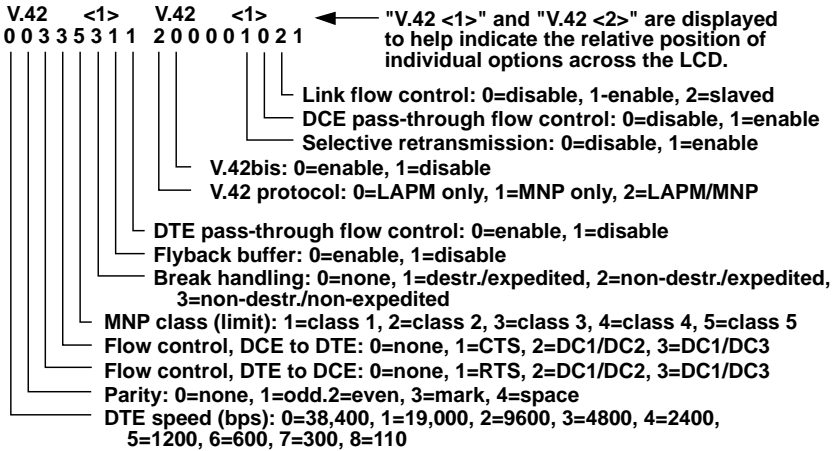 V.42 <1> V.42 <1>
0 0 3 3 5 3 1 1 2 0 0 0 0 1 0 2 1
"V.42 <1>" and "V.42 <2>" are displayed
to help indicate the relative position of
individual options across the LCD.
Link flow control: 0=disable, 1-enable, 2=slaved
DCE pass-through flow control: 0=disable, 1=enable
Selective retransmission: 0=disable, 1=enable
V.42bis: 0=enable, 1=disable
V.42 protocol: 0=LAPM only, 1=MNP only, 2=LAPM/MNP
DTE pass-through flow control: 0=enable, 1=disable
Flyback buffer: 0=enable, 1=disable
Break handling: 0=none, 1=destr./expedited, 2=non-destr./expedited,
3=non-destr./non-expedited
MNP class (limit): 1=class 1, 2=class 2, 3=class 3, 4=class 4, 5=class 5
Flow control, DCE to DTE: 0=none, 1=CTS, 2=DC1/DC2, 3=DC1/DC3
Flow control, DTE to DCE: 0=none, 1=RTS, 2=DC1/DC2, 3=DC1/DC3
Parity: 0=none, 1=odd.2=even, 3=mark, 4=space
DTE speed (bps): 0=38,400, 1=19,000, 2=9600, 3=4800, 4=2400,
5=1200, 6=600, 7=300, 8=110